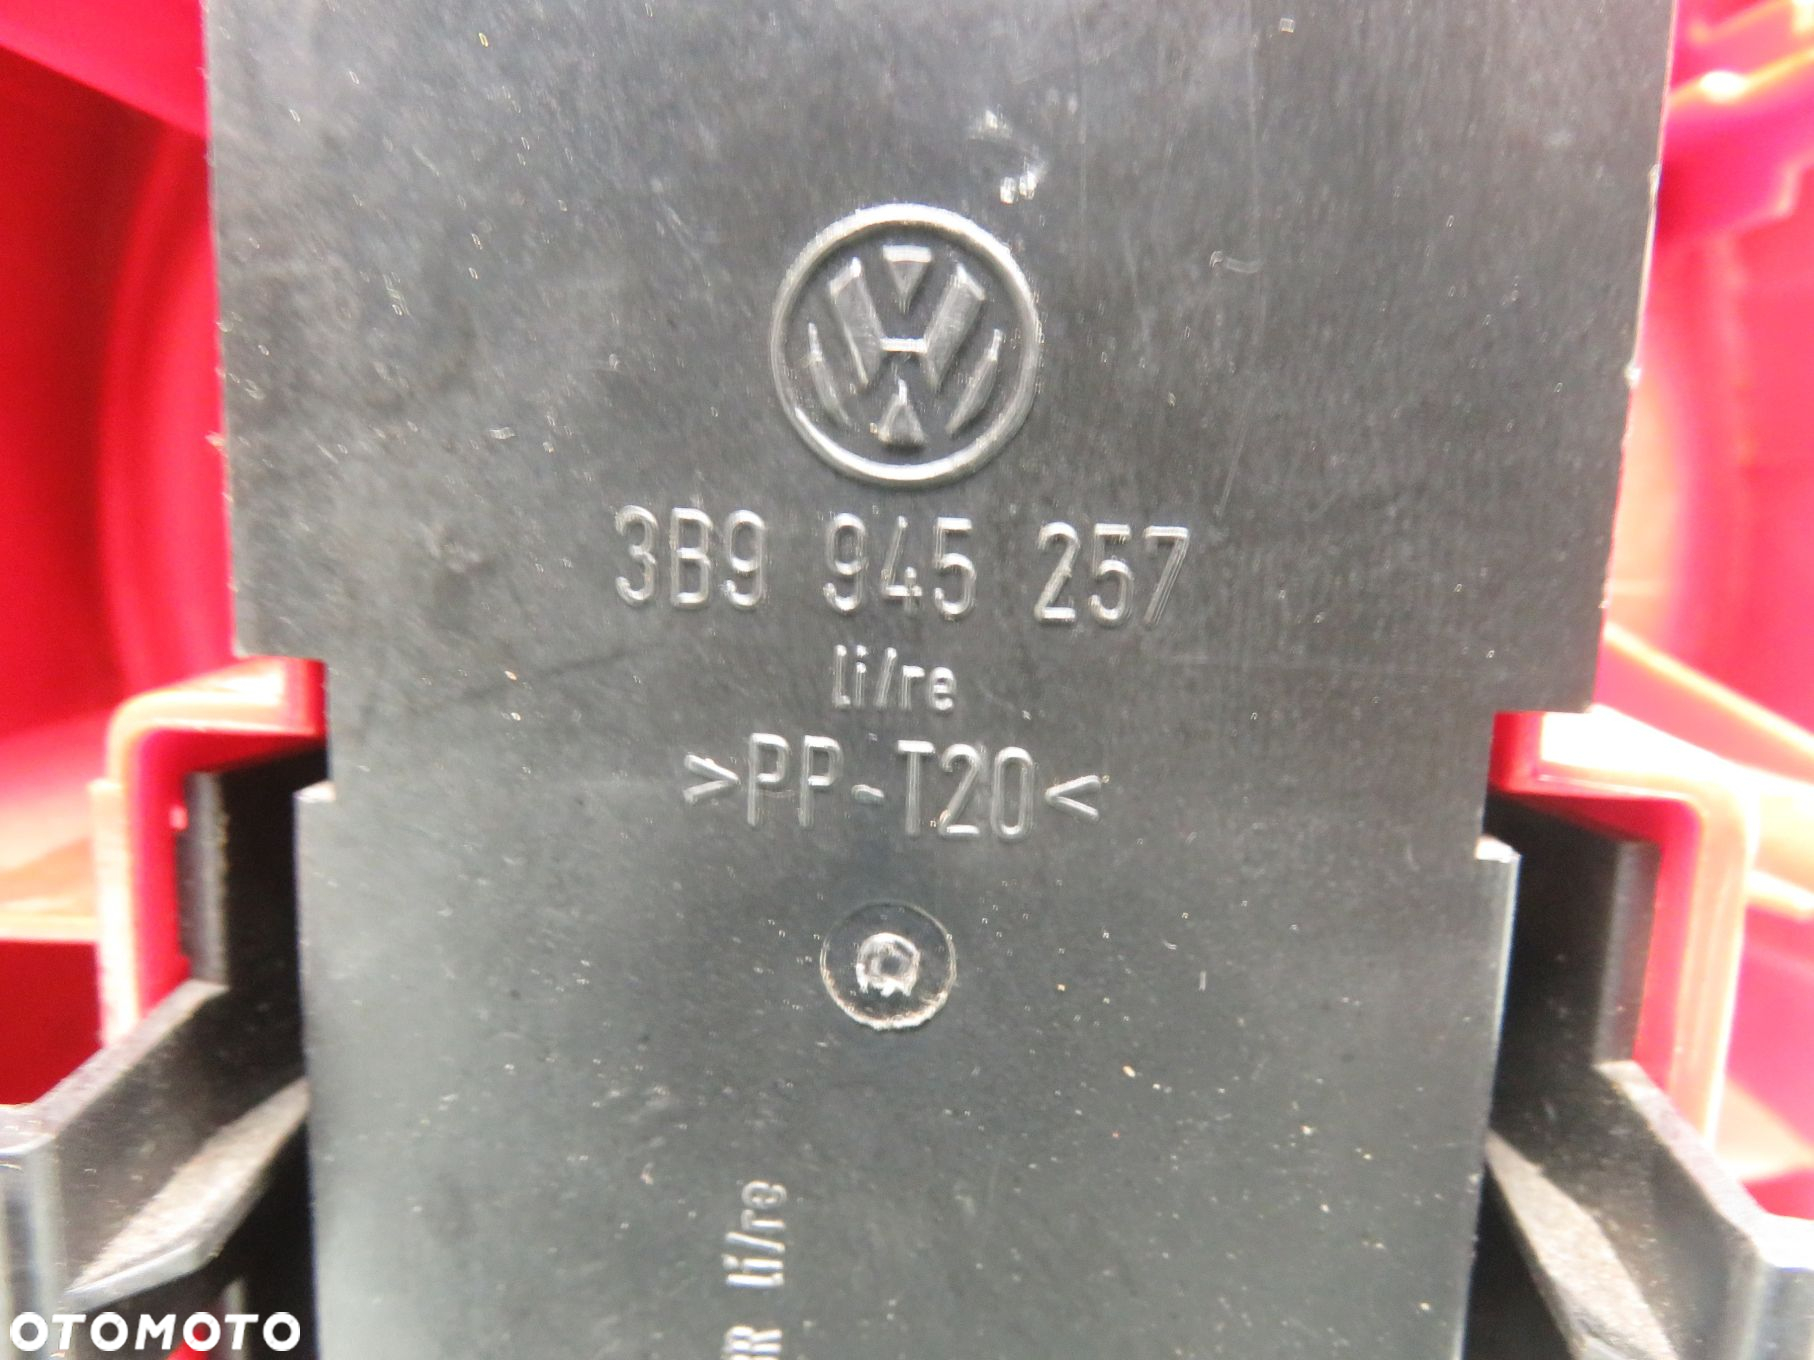 3B9 945 257
li/re
>PP-T20<
li/re
OTOMOTO